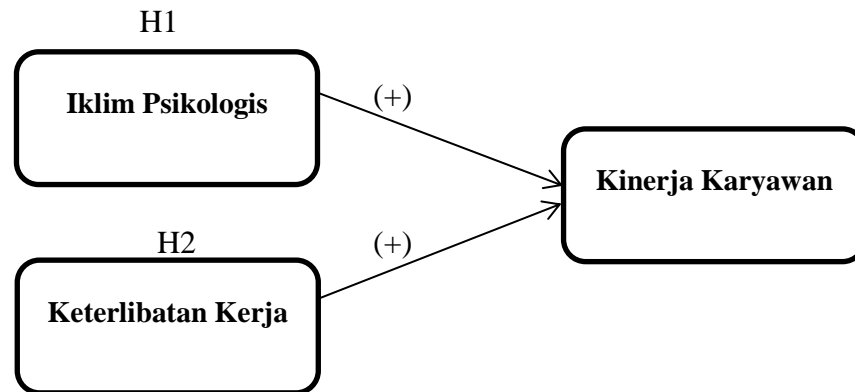 H1
Iklim Psikologis
(+)
Kinerja Karyawan
H2
(+)
Keterlibatan Kerja